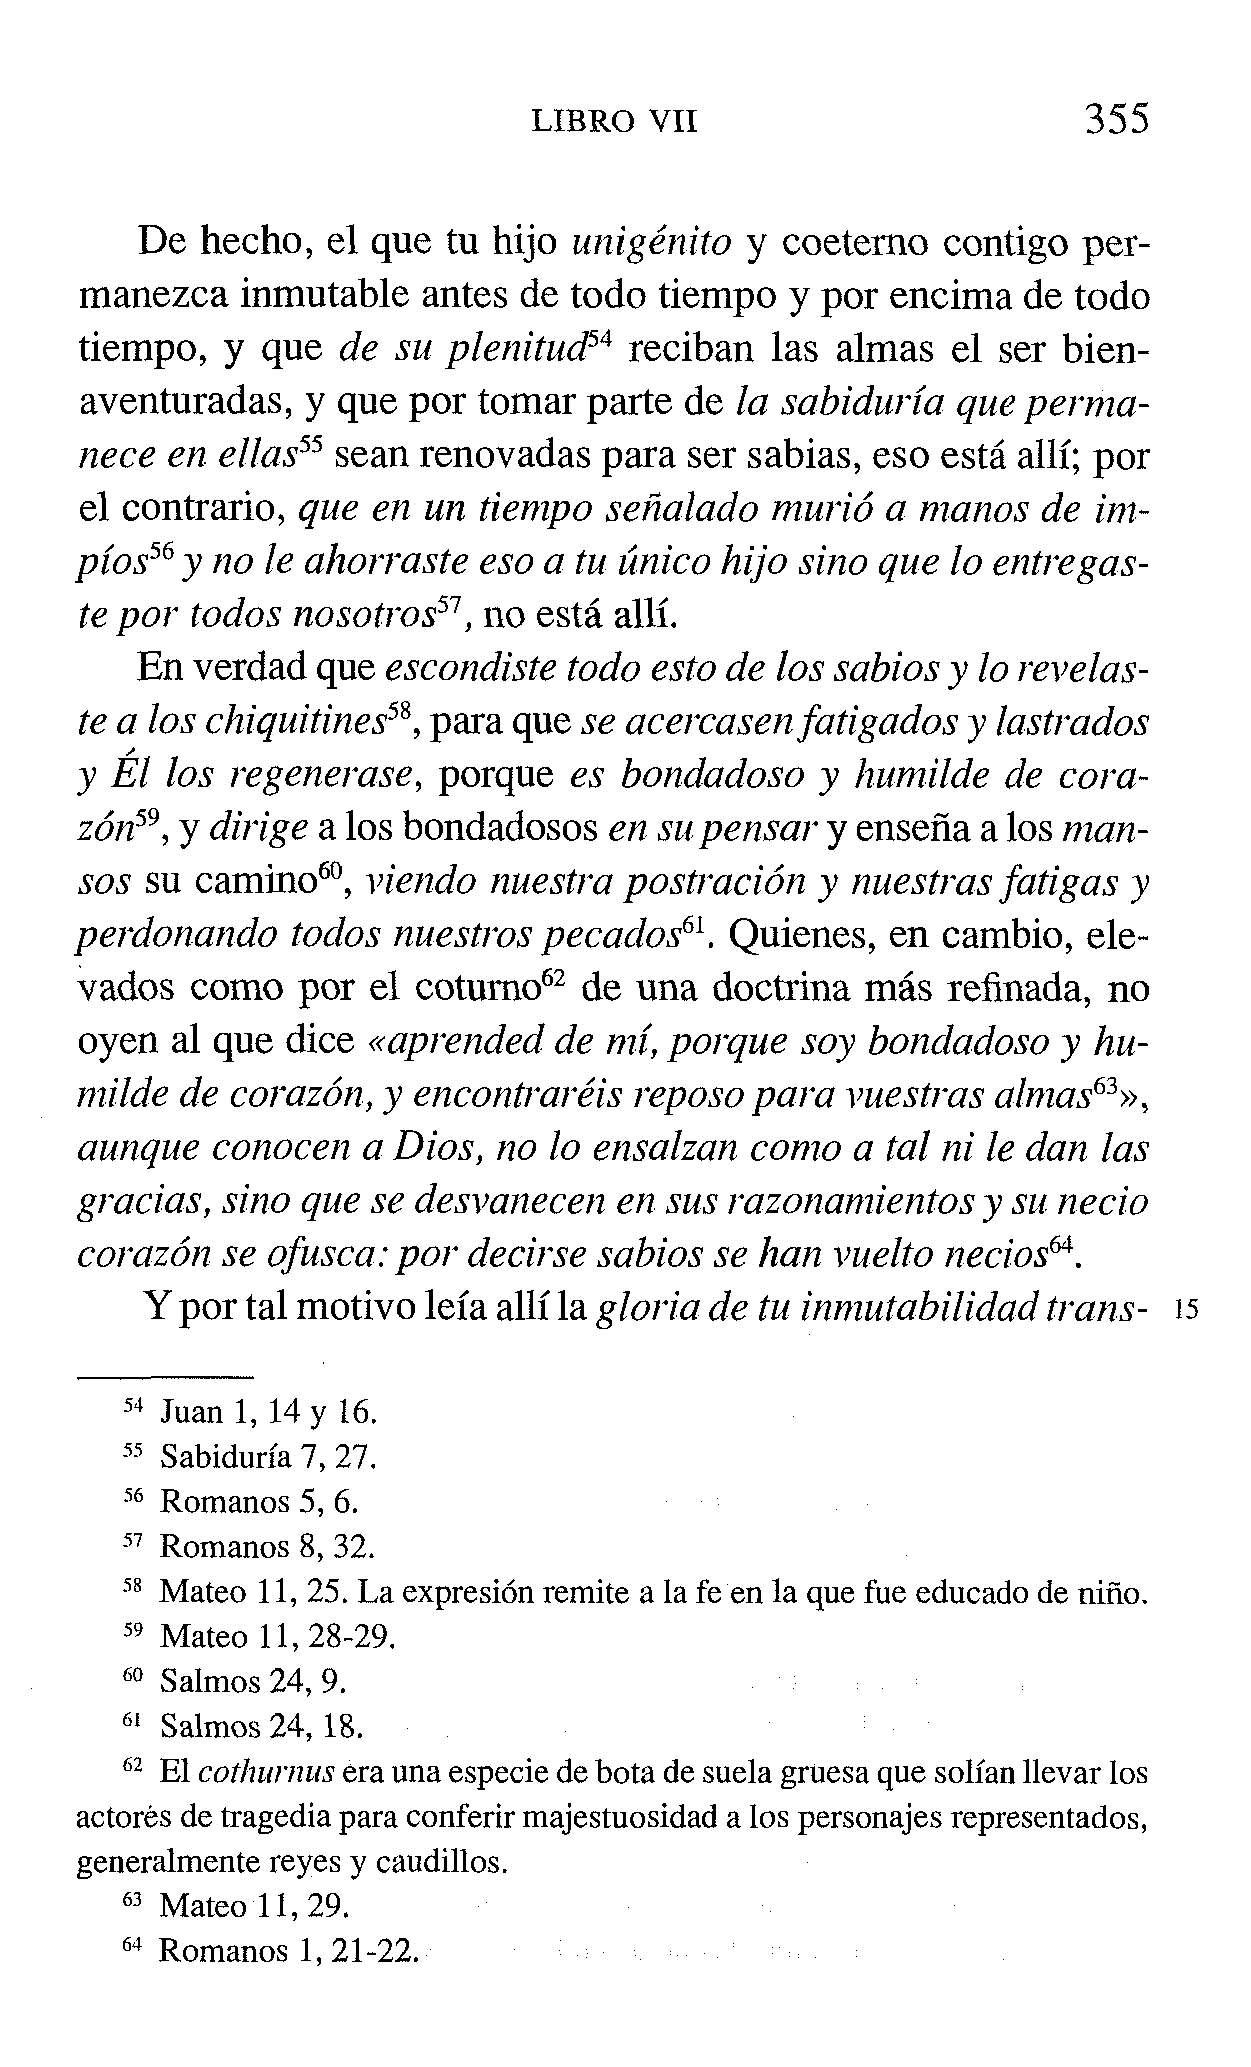 LIBRO VII 355
De hecho, el que tu hijo unigénito y coeterno contigo per-
manezca inmutable antes de todo tiempo y por encima de todo
tiempo, y que de su plenitud⁵⁴ reciban las almas el ser bien-
aventuradas, y que por tomar parte de la sabiduría que perma-
nece en ellas⁵⁵ sean renovadas para ser sabias, eso está allí; por
el contrario, que en un tiempo señalado murió a manos de im-
píos⁵⁶ y no le ahorraste eso a tu único hijo sino que lo entregas-
te por todos nosotros⁵⁷, no está allí.
En verdad que escondiste todo esto de los sabios y lo revelas-
te a los chiquitines⁵⁸, para que se acercasen fatigados y lastrados
y Él los regenerase, porque es bondadoso y humilde de cora-
zón⁵⁹, y dirige a los bondadosos en su pensar y enseña a los man-
sos su camino⁶⁰, viendo nuestra postración y nuestras fatigas y
perdonando todos nuestros pecados⁶¹. Quienes, en cambio, ele-
vados como por el coturno⁶² de una doctrina más refinada, no
oyen al que dice «aprended de mí, porque soy bondadoso y hu-
milde de corazón, y encontraréis reposo para vuestras almas⁶³»,
aunque conocen a Dios, no lo ensalzan como a tal ni le dan las
gracias, sino que se desvanecen en sus razonamientos y su necio
corazón se ofusca: por decirse sabios se han vuelto necios⁶⁴.
Y por tal motivo leía allí la gloria de tu inmutabilidad trans- 15
⁵⁴ Juan 1, 14 y 16.
⁵⁵ Sabiduría 7, 27.
⁵⁶ Romanos 5, 6.
⁵⁷ Romanos 8, 32.
⁵⁸ Mateo 11, 25. La expresión remite a la fe en la que fue educado de niño.
⁵⁹ Mateo 11, 28-29.
⁶⁰ Salmos 24, 9.
⁶¹ Salmos 24, 18.
⁶² El cothurnus era una especie de bota de suela gruesa que solían llevar los
actores de tragedia para conferir majestuosidad a los personajes representados,
generalmente reyes y caudillos.
⁶³ Mateo 11, 29.
⁶⁴ Romanos 1, 21-22.